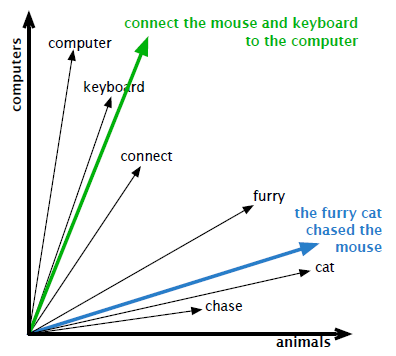 connect the mouse and keyboard
to the computer
computer
computers
keyboard
connect
furry
the furry cat
chased the
mouse
cat
chase
animals